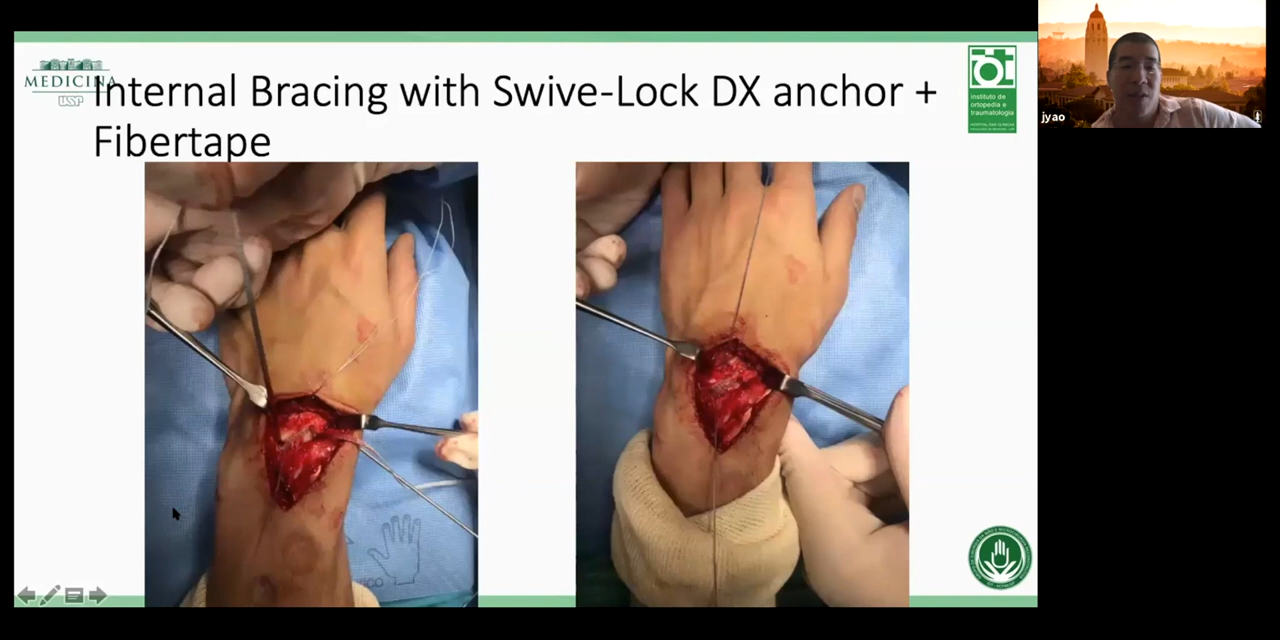 MEDICINA
USP
Internal Bracing with Swive-Lock DX anchor +
Fibertape
instituto de
ortopedia e
traumatologia
jyao